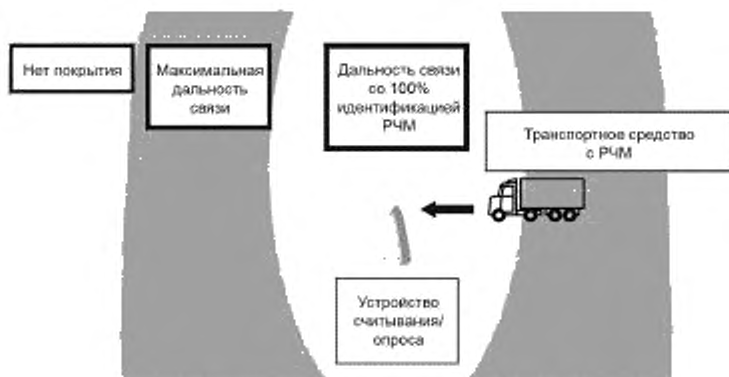 Нет покрытия
Максимальная
дальность
связи
Дальность связи
со 100%
идентификацией
РЧМ
Транспортное средство
с РЧМ
Устройство
считывания/
опроса